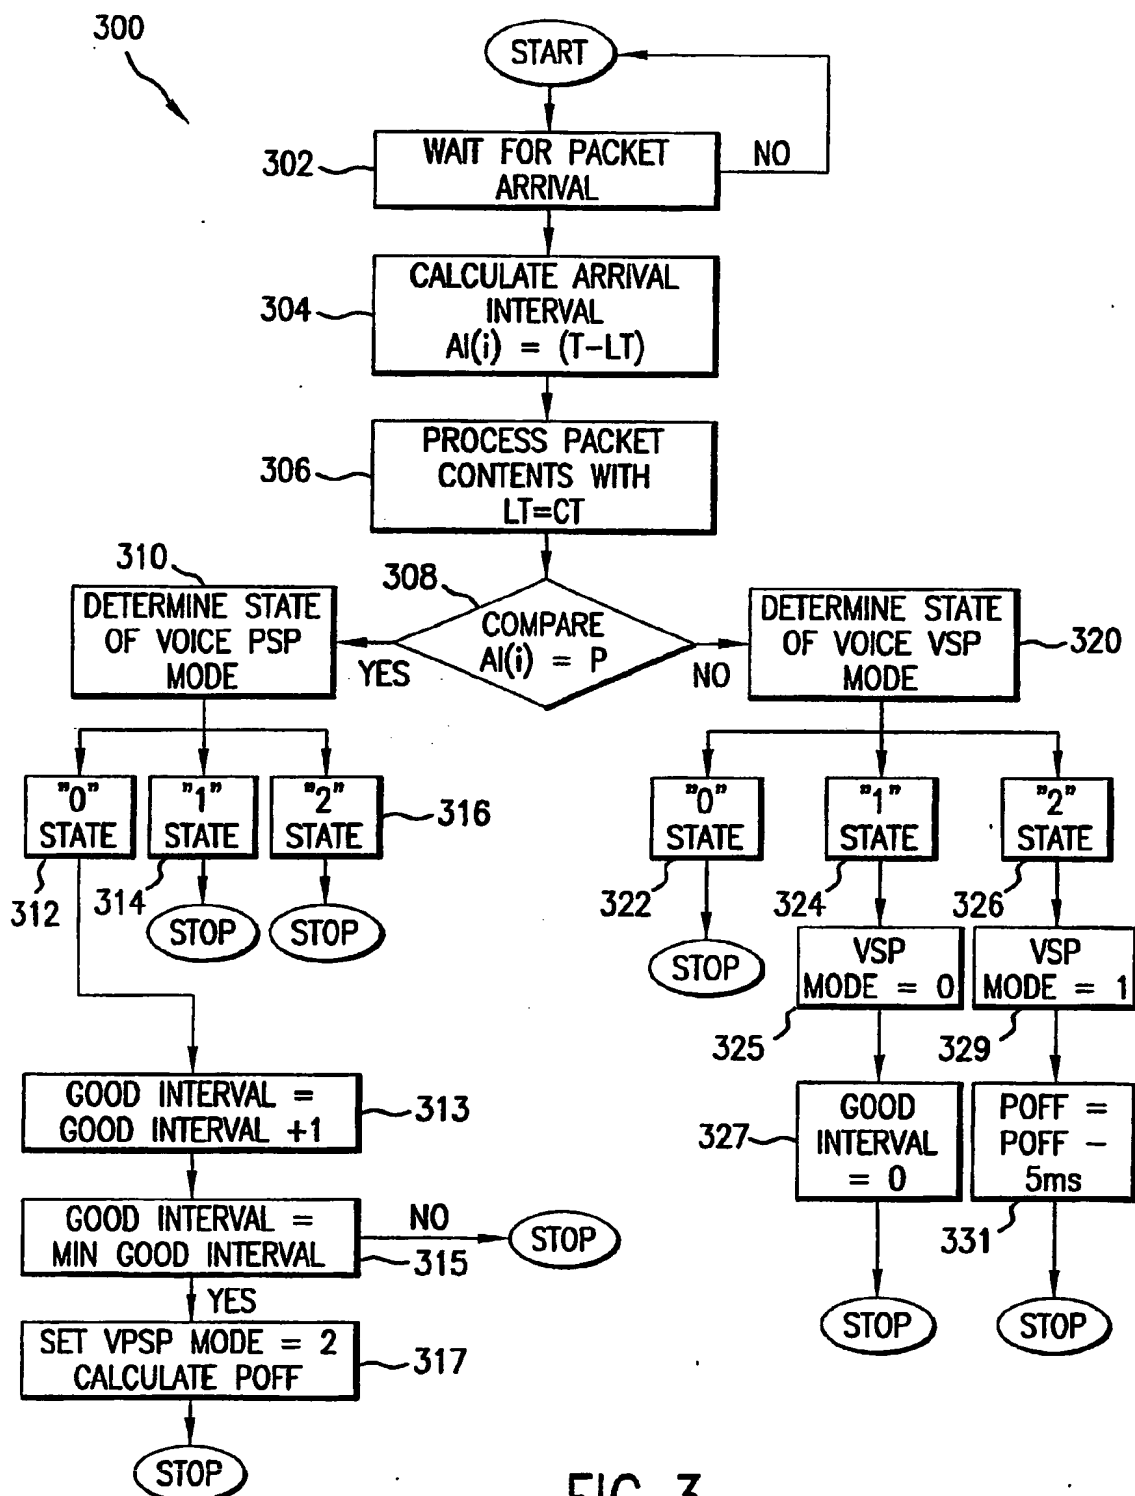 300
START
302
WAIT FOR PACKET
ARRIVAL
NO
304
CALCULATE ARRIVAL
INTERVAL
AI(i) = (T-LT)
306
PROCESS PACKET
CONTENTS WITH
LT=CT
310
DETERMINE STATE
OF VOICE PSP
MODE
308
COMPARE
AI(i) = P
YES
NO
DETERMINE STATE
OF VOICE VSP
MODE
320
"0"
STATE
312
"1"
STATE
314
"2"
STATE
316
STOP
STOP
"0"
STATE
322
"1"
STATE
324
"2"
STATE
326
STOP
VSP
MODE = 0
325
VSP
MODE = 1
329
GOOD INTERVAL =
GOOD INTERVAL +1
313
327
GOOD
INTERVAL
= 0
POFF =
POFF -
5ms
331
GOOD INTERVAL =
MIN GOOD INTERVAL
315
NO
STOP
YES
STOP
STOP
SET VPSP MODE = 2
CALCULATE POFF
317
STOP
FIG. 3